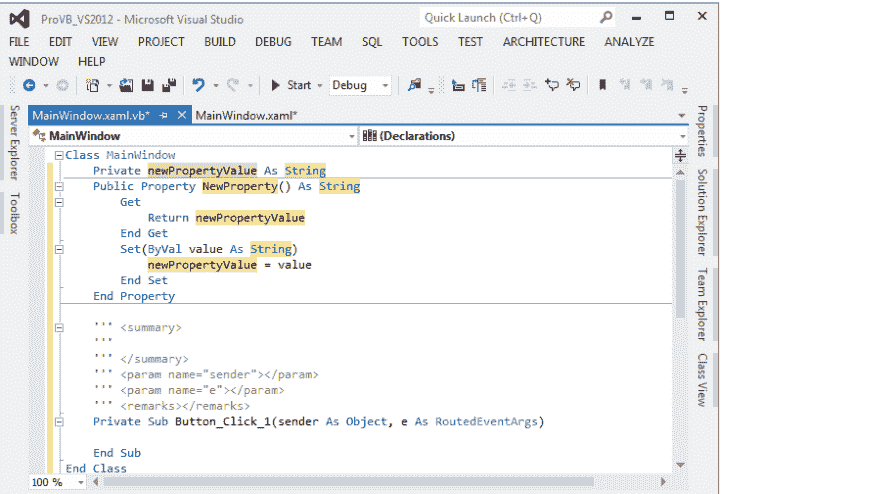 ProVB_VS2012 - Microsoft Visual Studio
Quick Launch (Ctrl+Q)
FILE EDIT VIEW PROJECT BUILD DEBUG TEAM SQL TOOLS TEST ARCHITECTURE ANALYZE
WINDOW HELP
Start Debug
MainWindow.xaml.vb* MainWindow.xaml*
MainWindow (Declarations)
Class MainWindow
Private newPropertyValue As String
Public Property NewProperty() As String
Get
Return newPropertyValue
End Get
Set(ByVal value As String)
newPropertyValue = value
End Set
End Property
''' <summary>
'''
''' </summary>
''' <param name="sender"></param>
''' <param name="e"></param>
''' <remarks></remarks>
Private Sub Button_Click_1(sender As Object, e As RoutedEventArgs)
End Sub
End Class
100 %
Server Explorer
Toolbox
Properties
Solution Explorer
Team Explorer
Class View